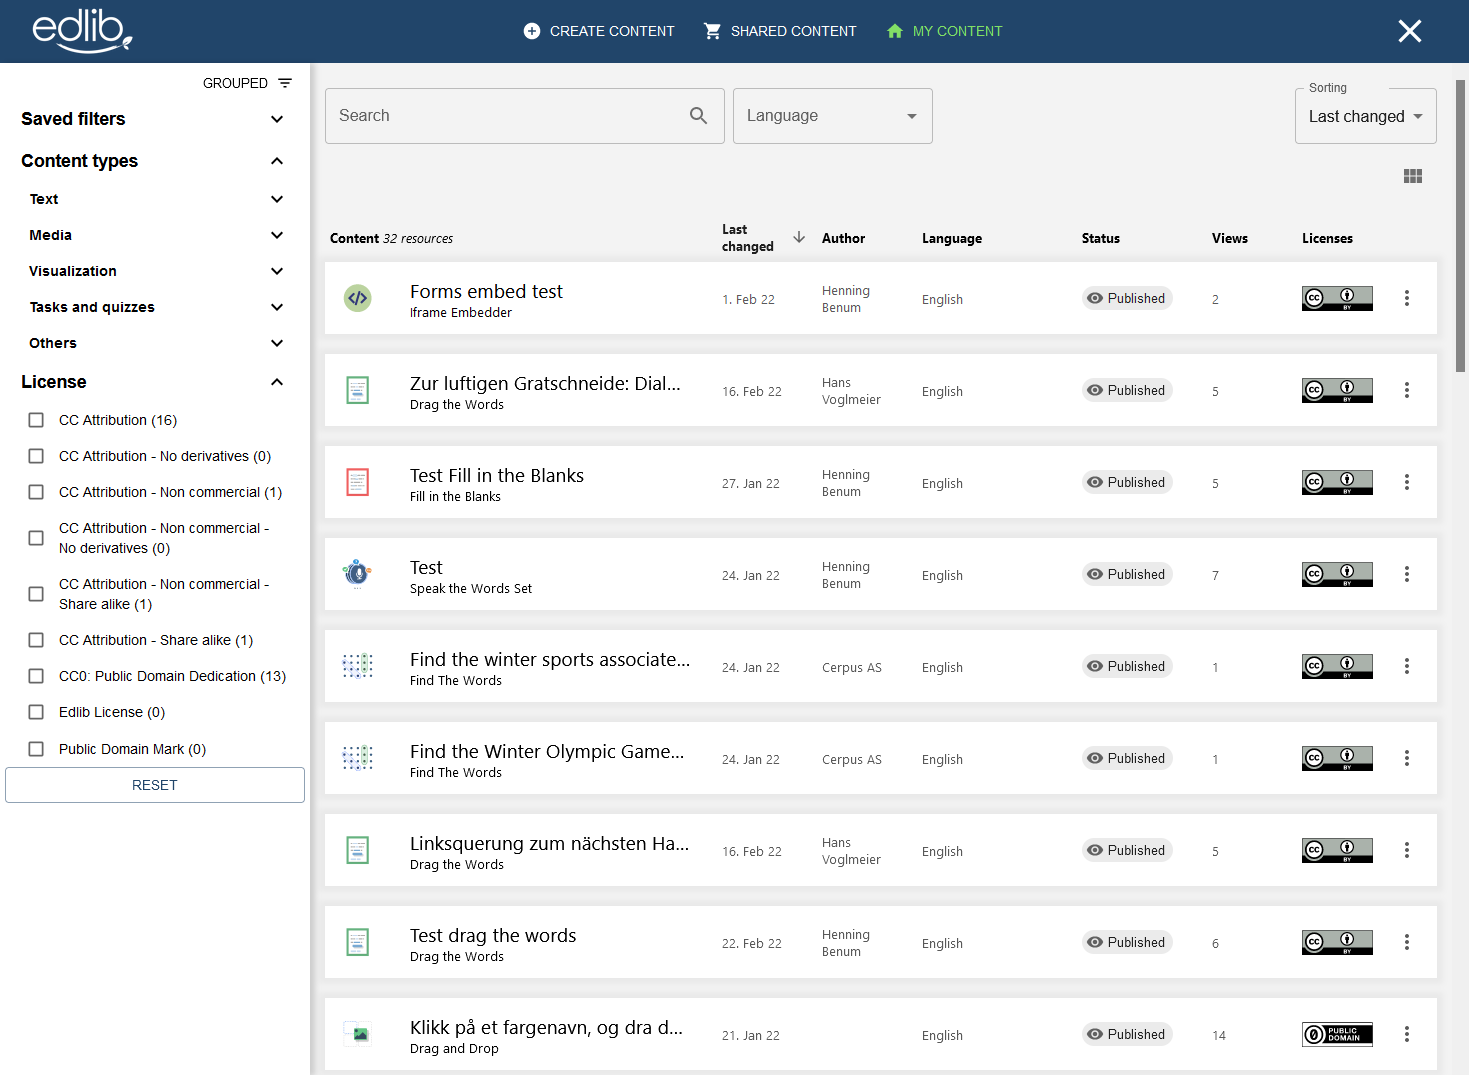 edlib
CREATE CONTENT
SHARED CONTENT
MY CONTENT
GROUPED
Saved filters
Content types
Text
Media
Visualization
Tasks and quizzes
Others
License
CC Attribution (16)
CC Attribution - No derivatives (0)
CC Attribution - Non commercial (1)
CC Attribution - Non commercial -
No derivatives (0)
CC Attribution - Non commercial -
Share alike (1)
CC Attribution - Share alike (1)
CC0: Public Domain Dedication (13)
Edlib License (0)
Public Domain Mark (0)
RESET
Search
Language
Sorting
Last changed
Content 32 resources
Last
changed
Author
Language
Status
Views
Licenses
Forms embed test
Iframe Embedder
1. Feb 22
Henning
Benum
English
Published
2
CC BY
Zur luftigen Gratschneide: Dial...
Drag the Words
16. Feb 22
Hans
Voglmeier
English
Published
5
CC BY
Test Fill in the Blanks
Fill in the Blanks
27. Jan 22
Henning
Benum
English
Published
5
CC BY
Test
Speak the Words Set
24. Jan 22
Henning
Benum
English
Published
7
CC BY
Find the winter sports associate...
Find The Words
24. Jan 22
Cerpus AS
English
Published
1
CC BY
Find the Winter Olympic Game...
Find The Words
24. Jan 22
Cerpus AS
English
Published
1
CC BY
Linksquerung zum nächsten Ha...
Drag the Words
16. Feb 22
Hans
Voglmeier
English
Published
5
CC BY
Test drag the words
Drag the Words
22. Feb 22
Henning
Benum
English
Published
6
CC BY
Klikk på et fargenavn, og dra d...
Drag and Drop
21. Jan 22
English
Published
14
PUBLIC
DOMAIN